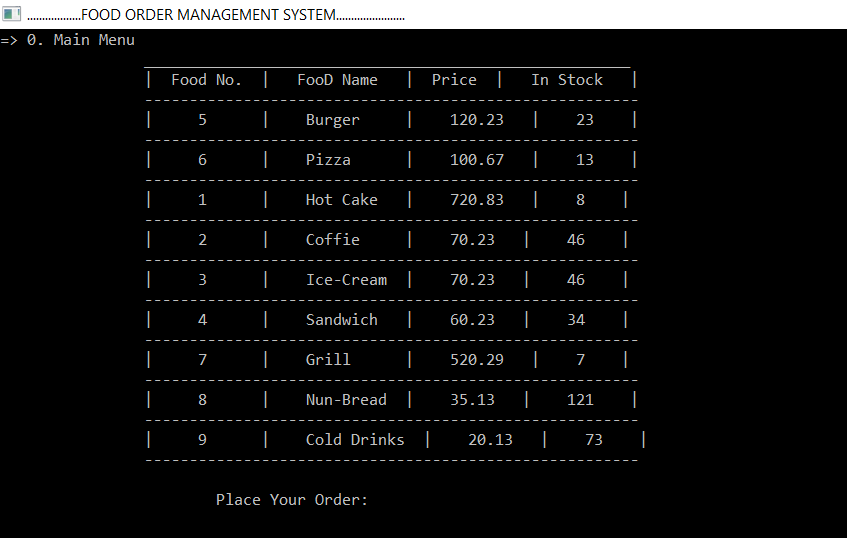 ..................FOOD ORDER MANAGEMENT SYSTEM.......................
=> 0. Main Menu
| Food No. | FooD Name | Price | In Stock |
| 5 | Burger | 120.23 | 23 |
| 6 | Pizza | 100.67 | 13 |
| 1 | Hot Cake | 720.83 | 8 |
| 2 | Coffie | 70.23 | 46 |
| 3 | Ice-Cream | 70.23 | 46 |
| 4 | Sandwich | 60.23 | 34 |
| 7 | Grill | 520.29 | 7 |
| 8 | Nun-Bread | 35.13 | 121 |
| 9 | Cold Drinks | 20.13 | 73 |
Place Your Order: